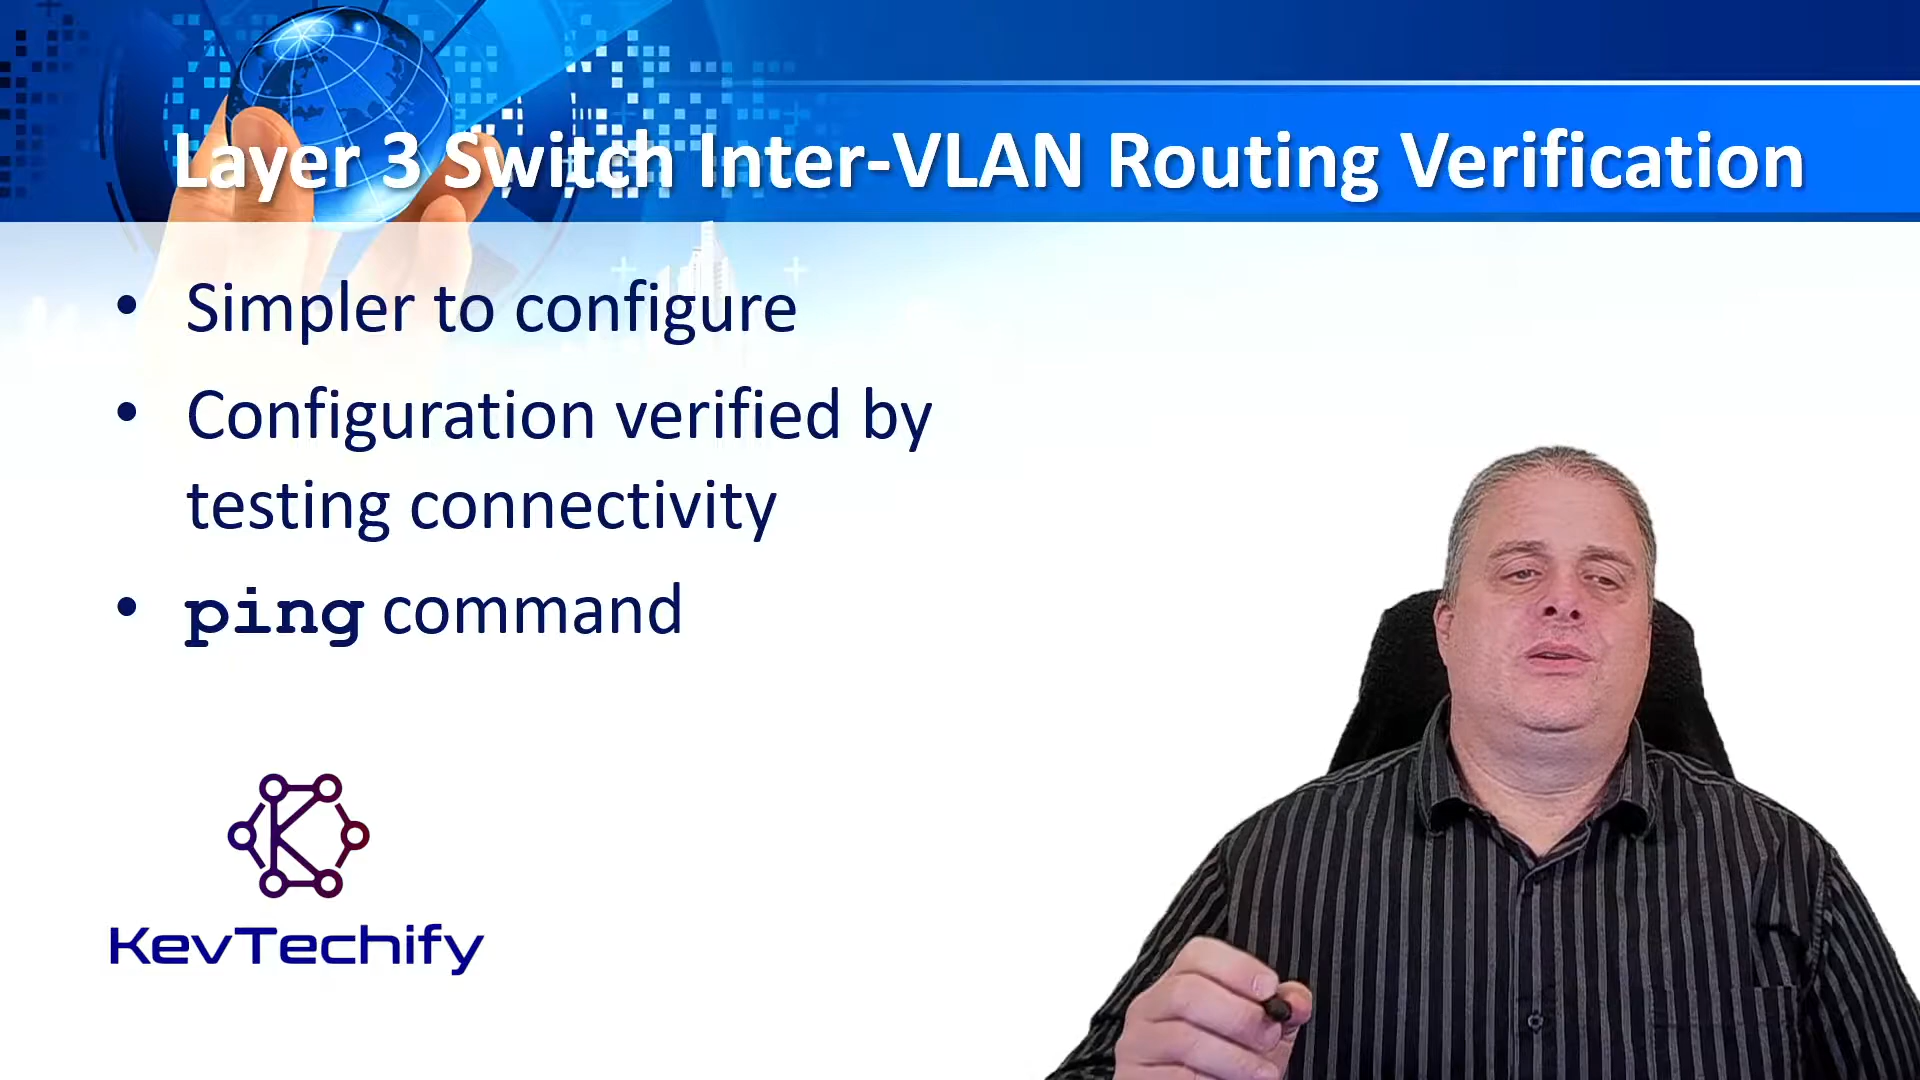 Layer 3 Switch Inter-VLAN Routing Verification
• Simpler to configure
• Configuration verified by
testing connectivity
• ping command
KevTechify